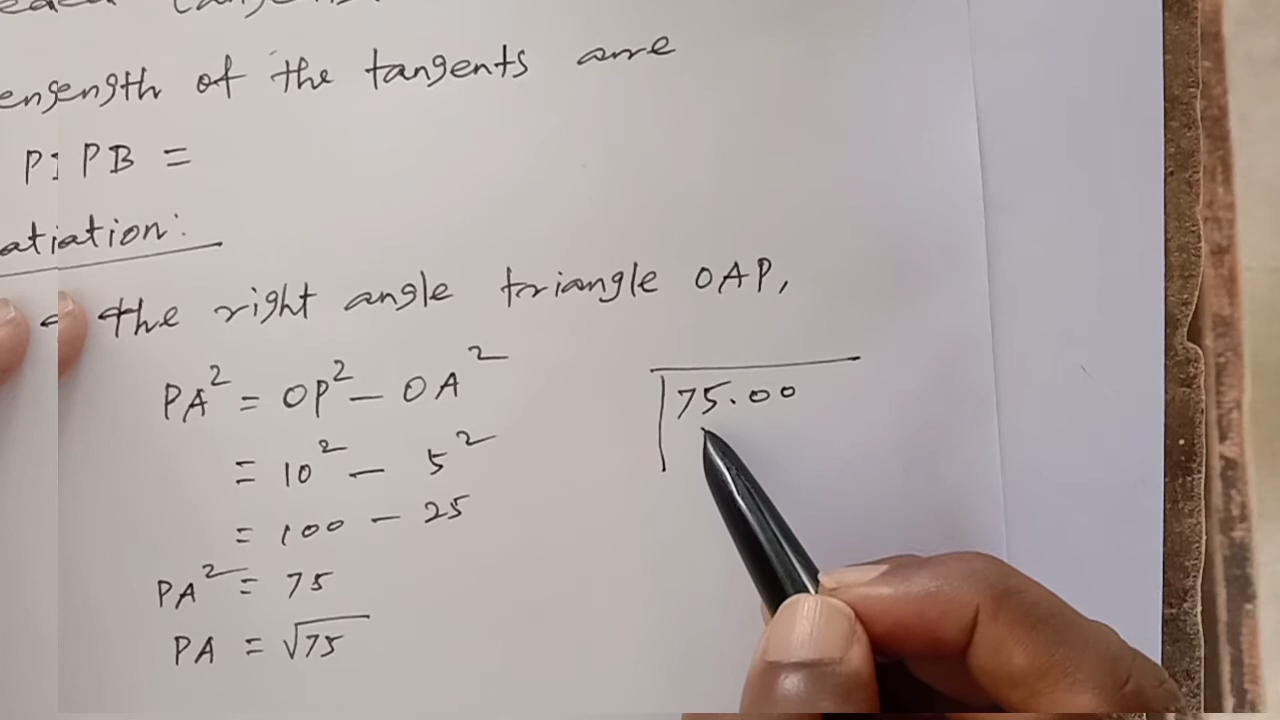 length of the tangents are
PB =
the right angle triangle OAP,
PA² = OP² - OA²
= 10² - 5²
= 100 - 25
PA² = 75
PA = √75
75.00